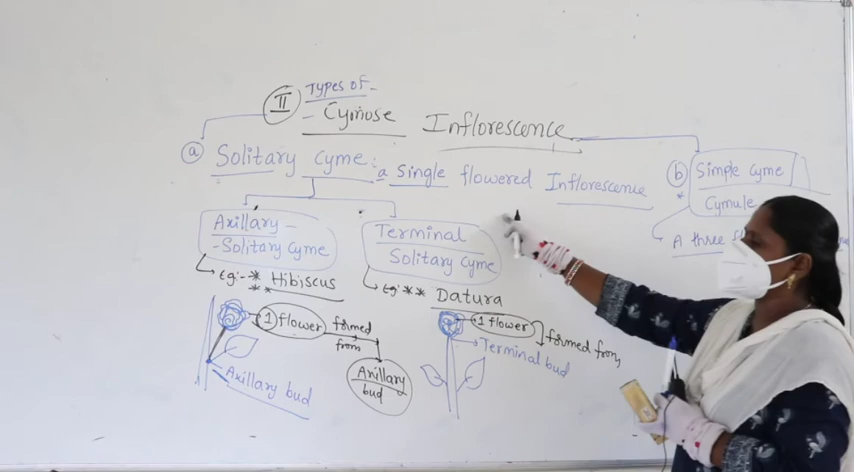 II Types of -
- Cymose Inflorescence
a Solitary cyme: a single flowered Inflorescence
b Simple cyme
* Cymule
A three
Axillary -
- Solitary cyme
Eg:- * Hibiscus
**
1 flower formed
from
Axillary
bud
Axillary bud
Terminal
Solitary cyme
Eg: ** Datura
1 flower formed from,
Terminal bud